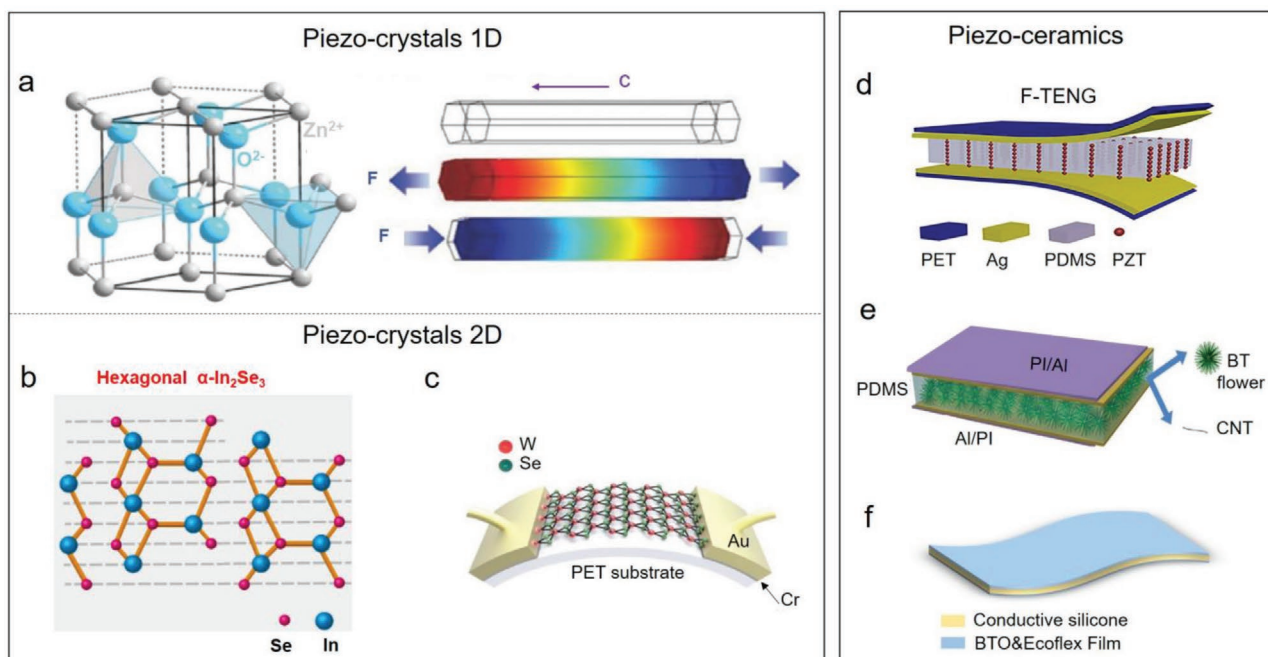 Piezo-crystals 1D
a
Zn2+
O2-
c
F
F
Piezo-crystals 2D
b
Hexagonal α-In2Se3
Se
In
c
W
Se
Au
PET substrate
Cr
Piezo-ceramics
d
F-TENG
PET
Ag
PDMS
PZT
e
PI/Al
PDMS
Al/PI
BT
flower
CNT
f
Conductive silicone
BTO&Ecoflex Film